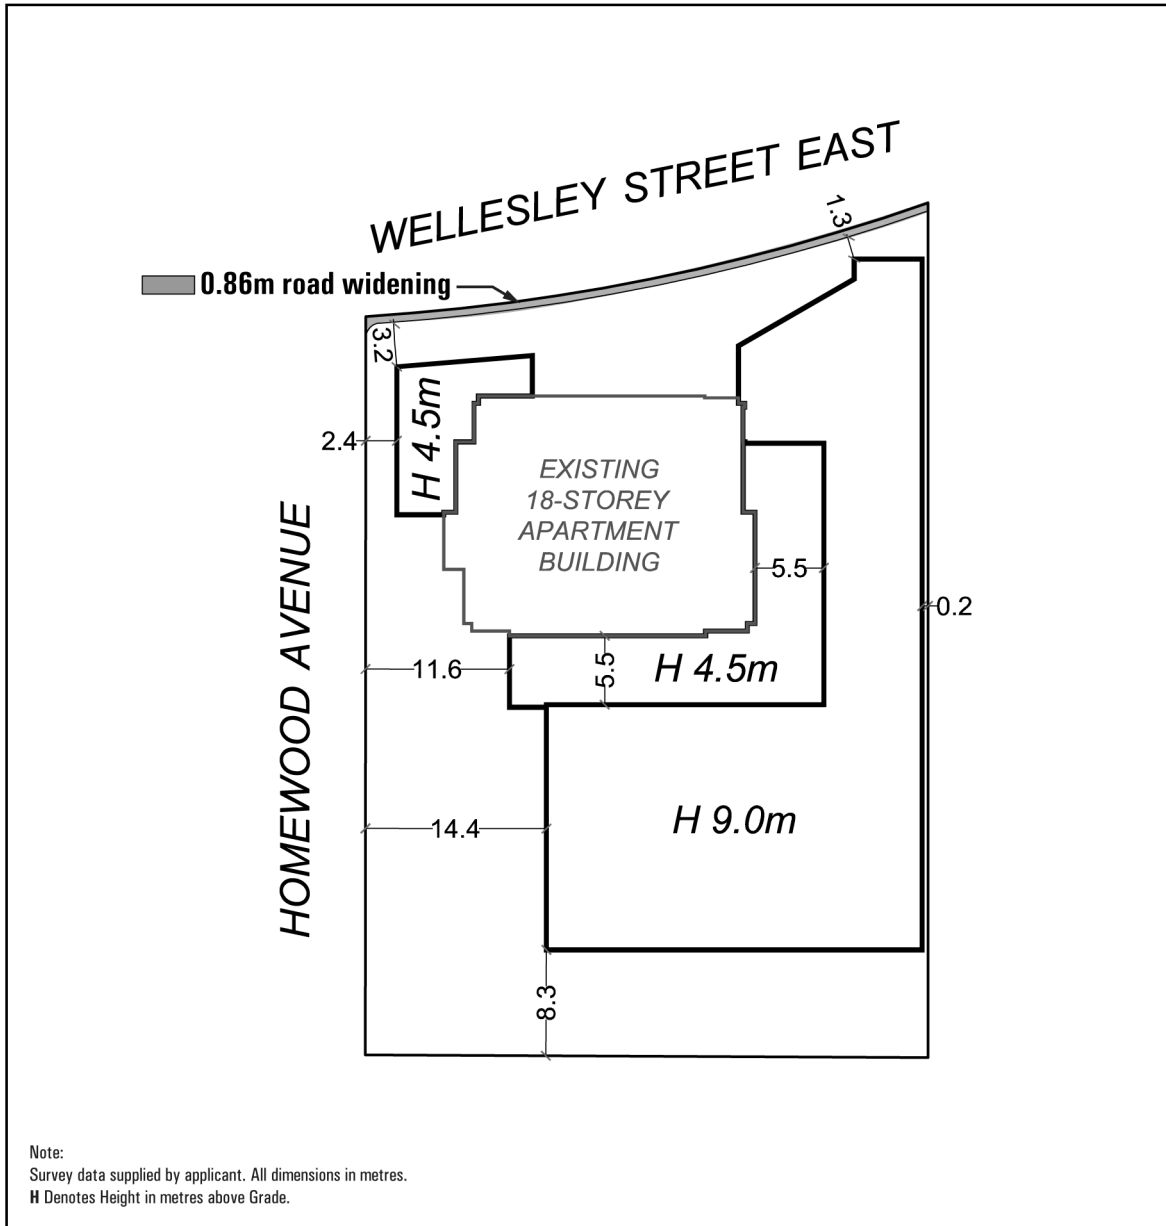 WELLESLEY STREET EAST
1.3
0.86m road widening
3.2
H 4.5m
2.4
EXISTING
18-STOREY
APARTMENT
BUILDING
5.5
0.2
HOMEWOOD AVENUE
11.6
5.5
H 4.5m
H 9.0m
14.4
8.3
Note:
Survey data supplied by applicant. All dimensions in metres.
H Denotes Height in metres above Grade.